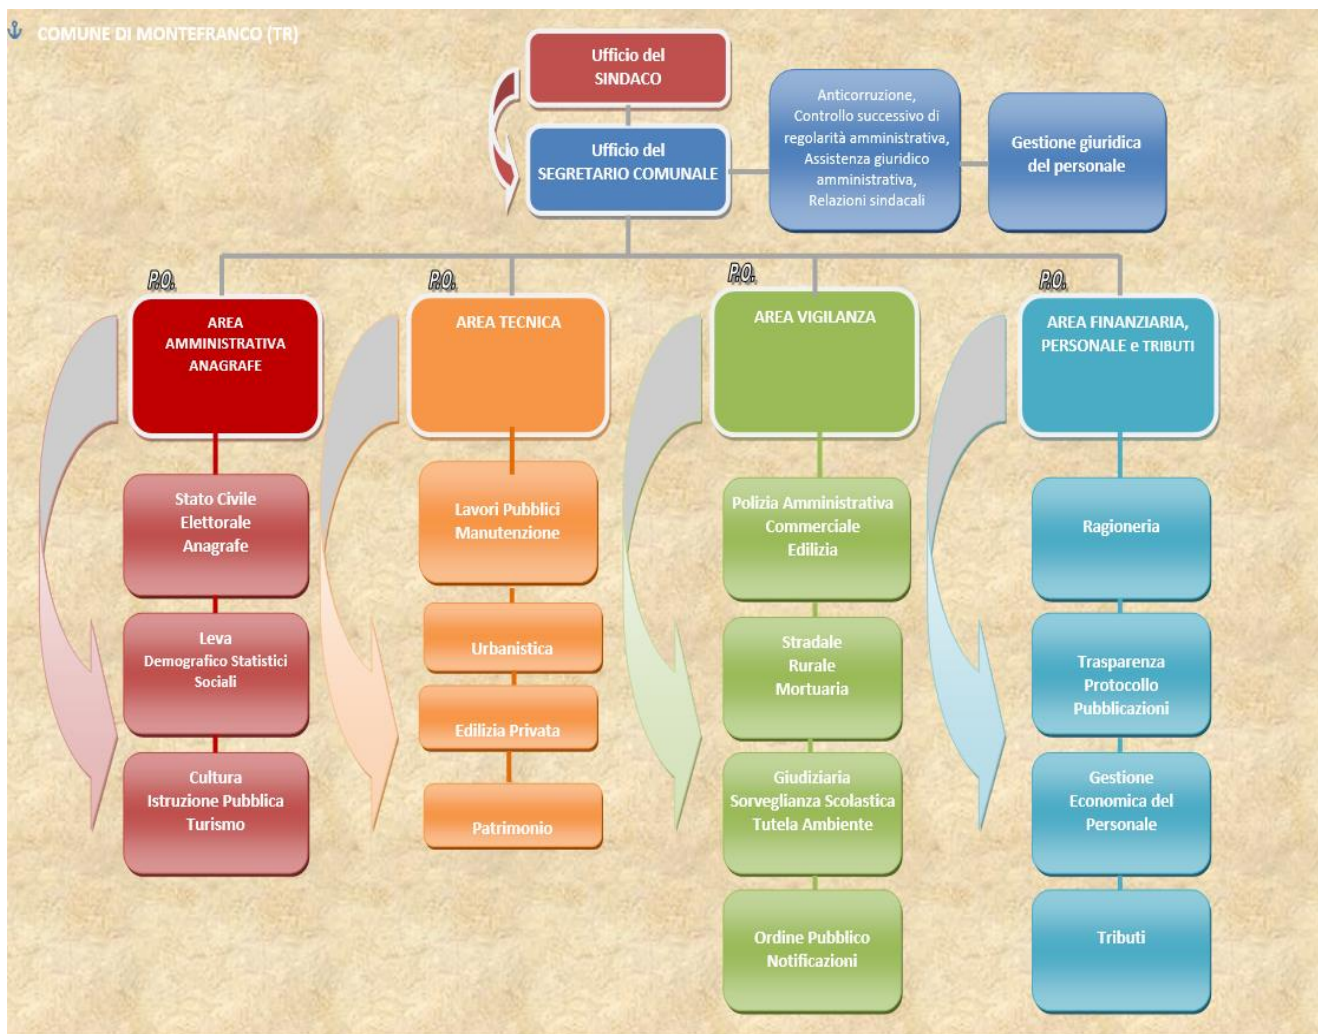 COMUNE DI MONTEFRANCO (TR)
Ufficio del
SINDACO
Ufficio del
SEGRETARIO COMUNALE
Anticorruzione,
Controllo successivo di
regolarità amministrativa,
Assistenza giuridico
amministrativa,
Relazioni sindacali
Gestione giuridica
del personale
P.O.
AREA
AMMINISTRATIVA
ANAGRAFE
Stato Civile
Elettorale
Anagrafe
Leva
Demografico Statistici
Sociali
Cultura
Istruzione Pubblica
Turismo
P.O.
AREA TECNICA
Lavori Pubblici
Manutenzione
Urbanistica
Edilizia Privata
Patrimonio
P.O.
AREA VIGILANZA
Polizia Amministrativa
Commerciale
Edilizia
Stradale
Rurale
Mortuaria
Giudiziaria
Sorveglianza Scolastica
Tutela Ambiente
Ordine Pubblico
Notificazioni
P.O.
AREA FINANZIARIA,
PERSONALE e TRIBUTI
Ragioneria
Trasparenza
Protocollo
Pubblicazioni
Gestione
Economica del
Personale
Tributi